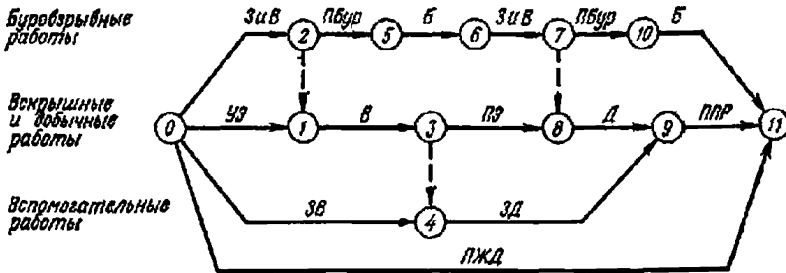 Буровзрывные работы
ЗиВ ПБур Б ЗиВ ПБур Б
2 5 6 7 10
Вскрышные и добычные работы
УЭ В ПЭ Д ППР
0 1 3 8 9 11
Вспомогательные работы
ЗВ ЗД
4
ПЖД